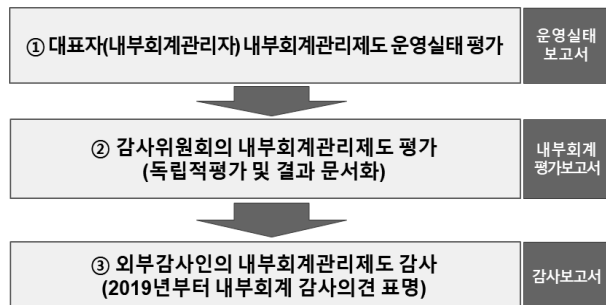 ① 대표자(내부회계관리자) 내부회계관리제도 운영실태 평가
운영실태
보고서
② 감사위원회의 내부회계관리제도 평가
(독립적평가 및 결과 문서화)
내부회계
평가보고서
③ 외부감사인의 내부회계관리제도 감사
(2019년부터 내부회계 감사의견 표명)
감사보고서